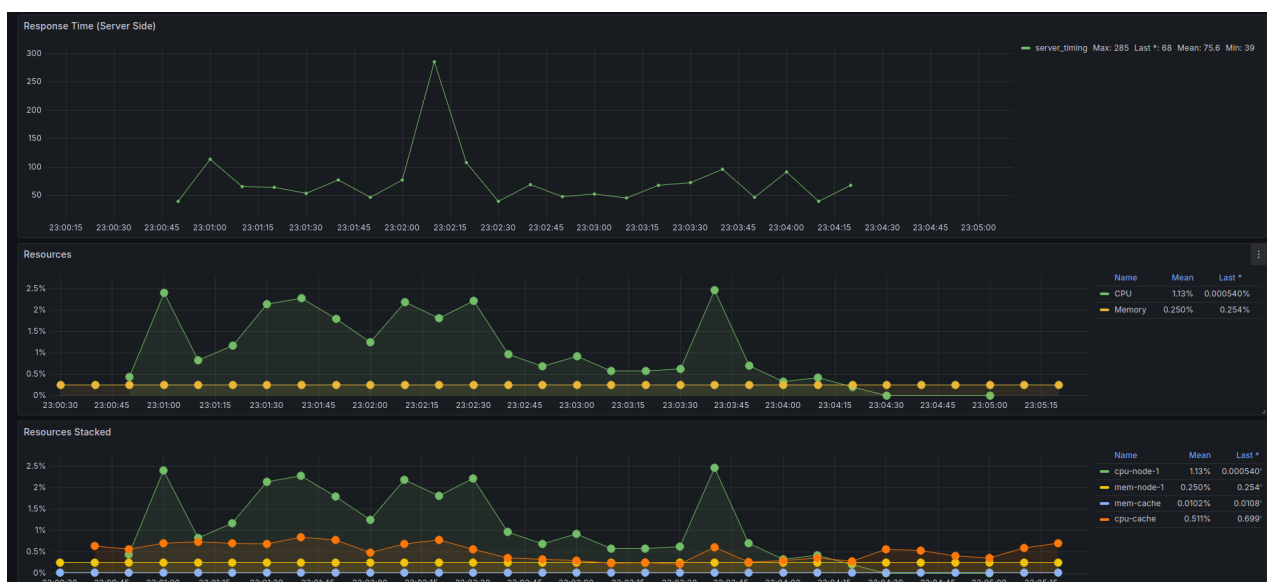 Response Time (Server Side)
300
250
200
150
100
50
23:00:15 23:00:30 23:00:45 23:01:00 23:01:15 23:01:30 23:01:45 23:02:00 23:02:15 23:02:30 23:02:45 23:03:00 23:03:15 23:03:30 23:03:45 23:04:00 23:04:15 23:04:30 23:04:45 23:05:00
server_timing Max: 285 Last *: 68 Mean: 75.6 Min: 39
Resources
2.5%
2%
1.5%
1%
0.5%
0%
23:00:30 23:00:45 23:01:00 23:01:15 23:01:30 23:01:45 23:02:00 23:02:15 23:02:30 23:02:45 23:03:00 23:03:15 23:03:30 23:03:45 23:04:00 23:04:15 23:04:30 23:04:45 23:05:00 23:05:15
Name Mean Last *
CPU 1.13% 0.000540%
Memory 0.250% 0.254%
Resources Stacked
2.5%
2%
1.5%
1%
0.5%
0%
Name Mean Last *
cpu-node-1 1.13% 0.000540
mem-node-1 0.250% 0.254
mem-cache 0.0102% 0.0108
cpu-cache 0.511% 0.699